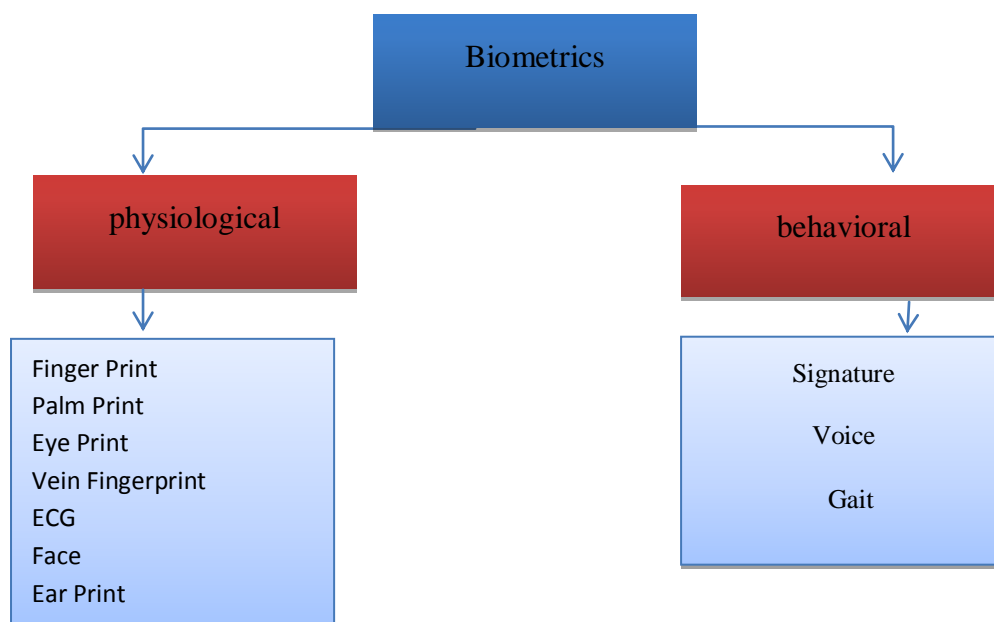 Biometrics
physiological
behavioral
Finger Print
Palm Print
Eye Print
Vein Fingerprint
ECG
Face
Ear Print
Signature
Voice
Gait